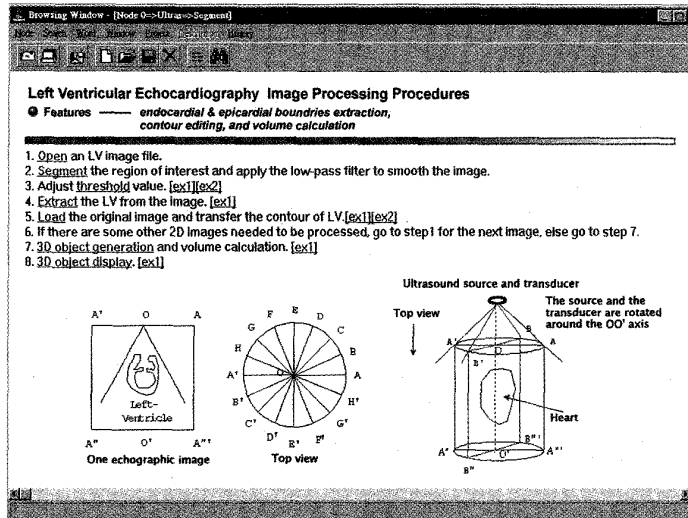 Browsing Window - [Node 0=>Ultras=>Segment]
Left Ventricular Echocardiography Image Processing Procedures
Features —— endocardial & epicardial boundries extraction,
contour editing, and volume calculation
1. Open an LV image file.
2. Segment the region of interest and apply the low-pass filter to smooth the image.
3. Adjust threshold value. [ex1][ex2]
4. Extract the LV from the image. [ex1]
5. Load the original image and transfer the contour of LV.[ex1][ex2]
6. If there are some other 2D images needed to be processed, go to step1 for the next image, else go to step 7.
7. 3D object generation and volume calculation. [ex1]
8. 3D object display. [ex1]
A' O A
Left-
Ventricle
A" O' A"'
One echographic image
E
F D
G C
H B
A' O A
B' H'
C' G'
D' F'
E'
Top view
Ultrasound source and transducer
Top view
The source and the
transducer are rotated
around the OO' axis
B
A' O A
B'
Heart
B"'
A" O' A"'
B"